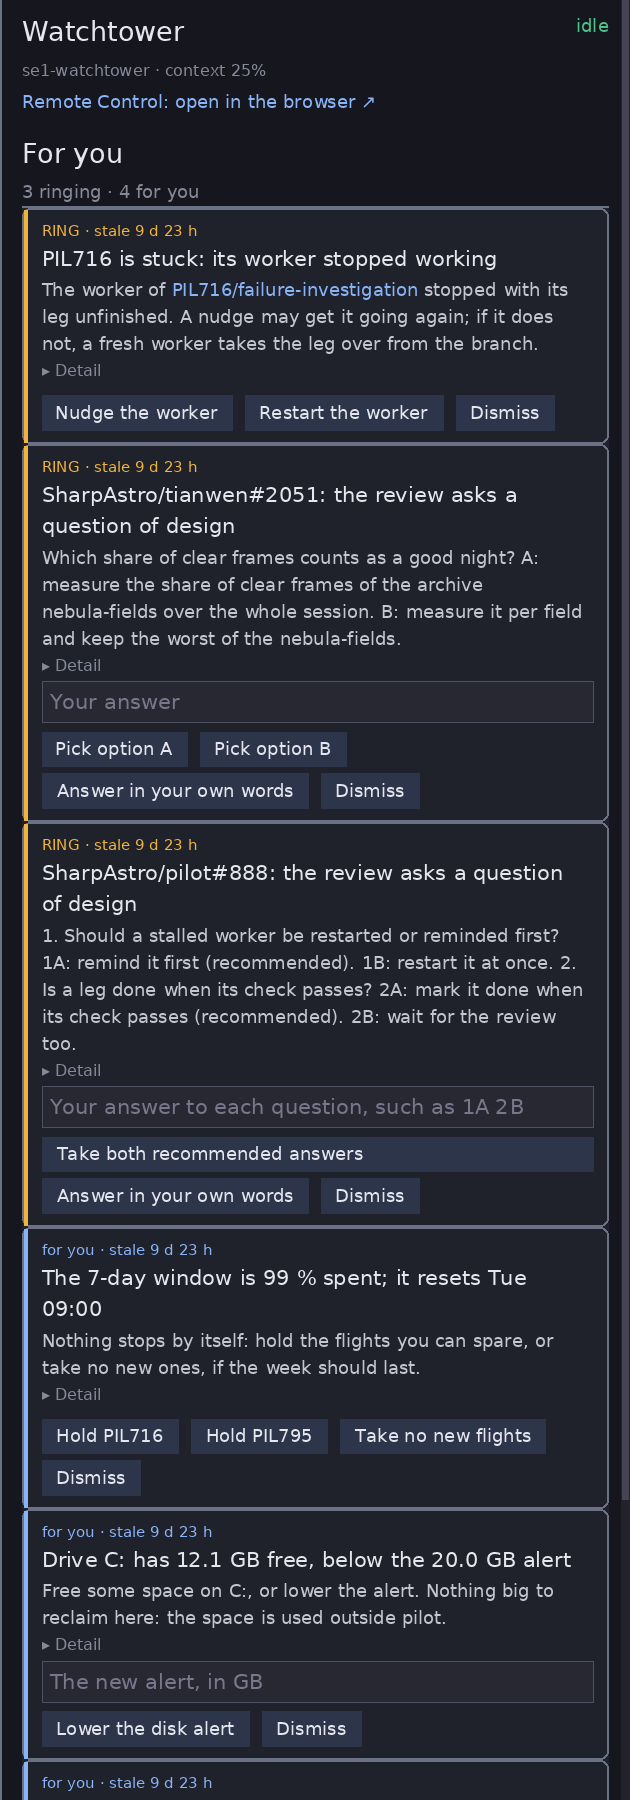 Watchtower
idle
se1-watchtower · context 25%
Remote Control: open in the browser ↗
For you
3 ringing · 4 for you
RING · stale 9 d 23 h
PIL716 is stuck: its worker stopped working
The worker of PIL716/failure-investigation stopped with its
leg unfinished. A nudge may get it going again; if it does
not, a fresh worker takes the leg over from the branch.
▸ Detail
Nudge the worker
Restart the worker
Dismiss
RING · stale 9 d 23 h
SharpAstro/tianwen#2051: the review asks a
question of design
Which share of clear frames counts as a good night? A:
measure the share of clear frames of the archive
nebula-fields over the whole session. B: measure it per field
and keep the worst of the nebula-fields.
▸ Detail
Your answer
Pick option A
Pick option B
Answer in your own words
Dismiss
RING · stale 9 d 23 h
SharpAstro/pilot#888: the review asks a question
of design
1. Should a stalled worker be restarted or reminded first?
1A: remind it first (recommended). 1B: restart it at once. 2.
Is a leg done when its check passes? 2A: mark it done when
its check passes (recommended). 2B: wait for the review
too.
▸ Detail
Your answer to each question, such as 1A 2B
Take both recommended answers
Answer in your own words
Dismiss
for you · stale 9 d 23 h
The 7-day window is 99 % spent; it resets Tue
09:00
Nothing stops by itself: hold the flights you can spare, or
take no new ones, if the week should last.
▸ Detail
Hold PIL716
Hold PIL795
Take no new flights
Dismiss
for you · stale 9 d 23 h
Drive C: has 12.1 GB free, below the 20.0 GB alert
Free some space on C:, or lower the alert. Nothing big to
reclaim here: the space is used outside pilot.
▸ Detail
The new alert, in GB
Lower the disk alert
Dismiss
for you · stale 9 d 23 h